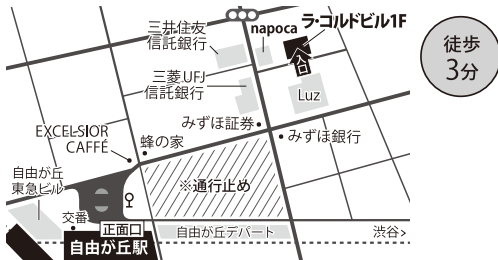 三井住友
信託銀行
napoca
ラ・コルドビル1F
入口
徒歩
3分
三菱UFJ
信託銀行
Luz
みずほ証券
みずほ銀行
EXCELSIOR
CAFFÉ
蜂の家
※通行止め
自由が丘
東急ビル
交番
正面口
自由が丘デパート
渋谷>
自由が丘駅